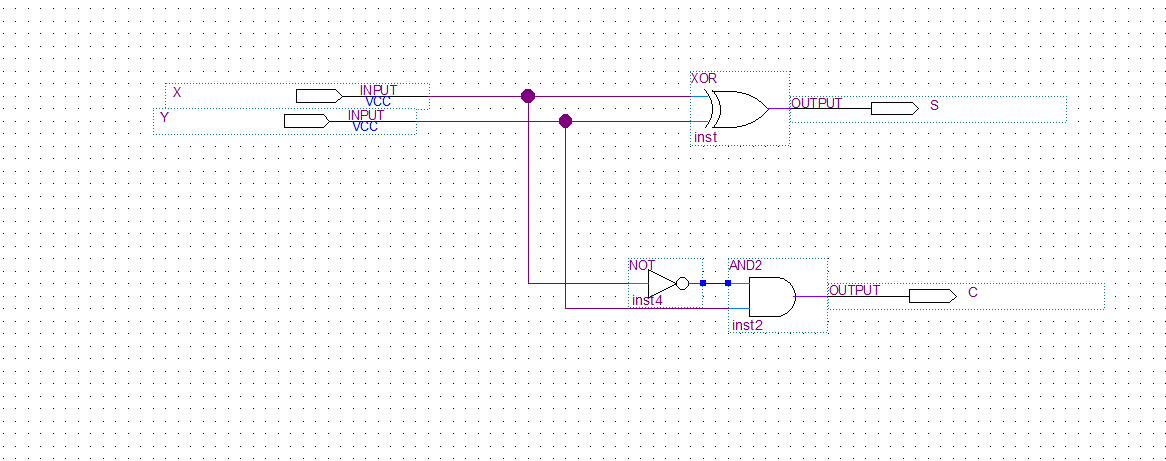 XOR
X
INPUT
VCC
Y
INPUT
VCC
OUTPUT
S
inst
NOT
inst4
AND2
OUTPUT
C
inst2